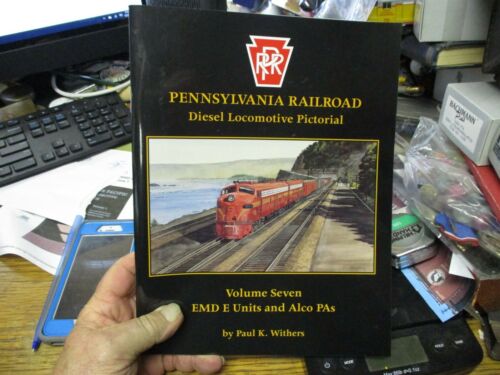 PRR
PENNSYLVANIA RAILROAD
Diesel Locomotive Pictorial
Volume Seven
EMD E Units and Alco PAs
by Paul K. Withers
BACHMANN